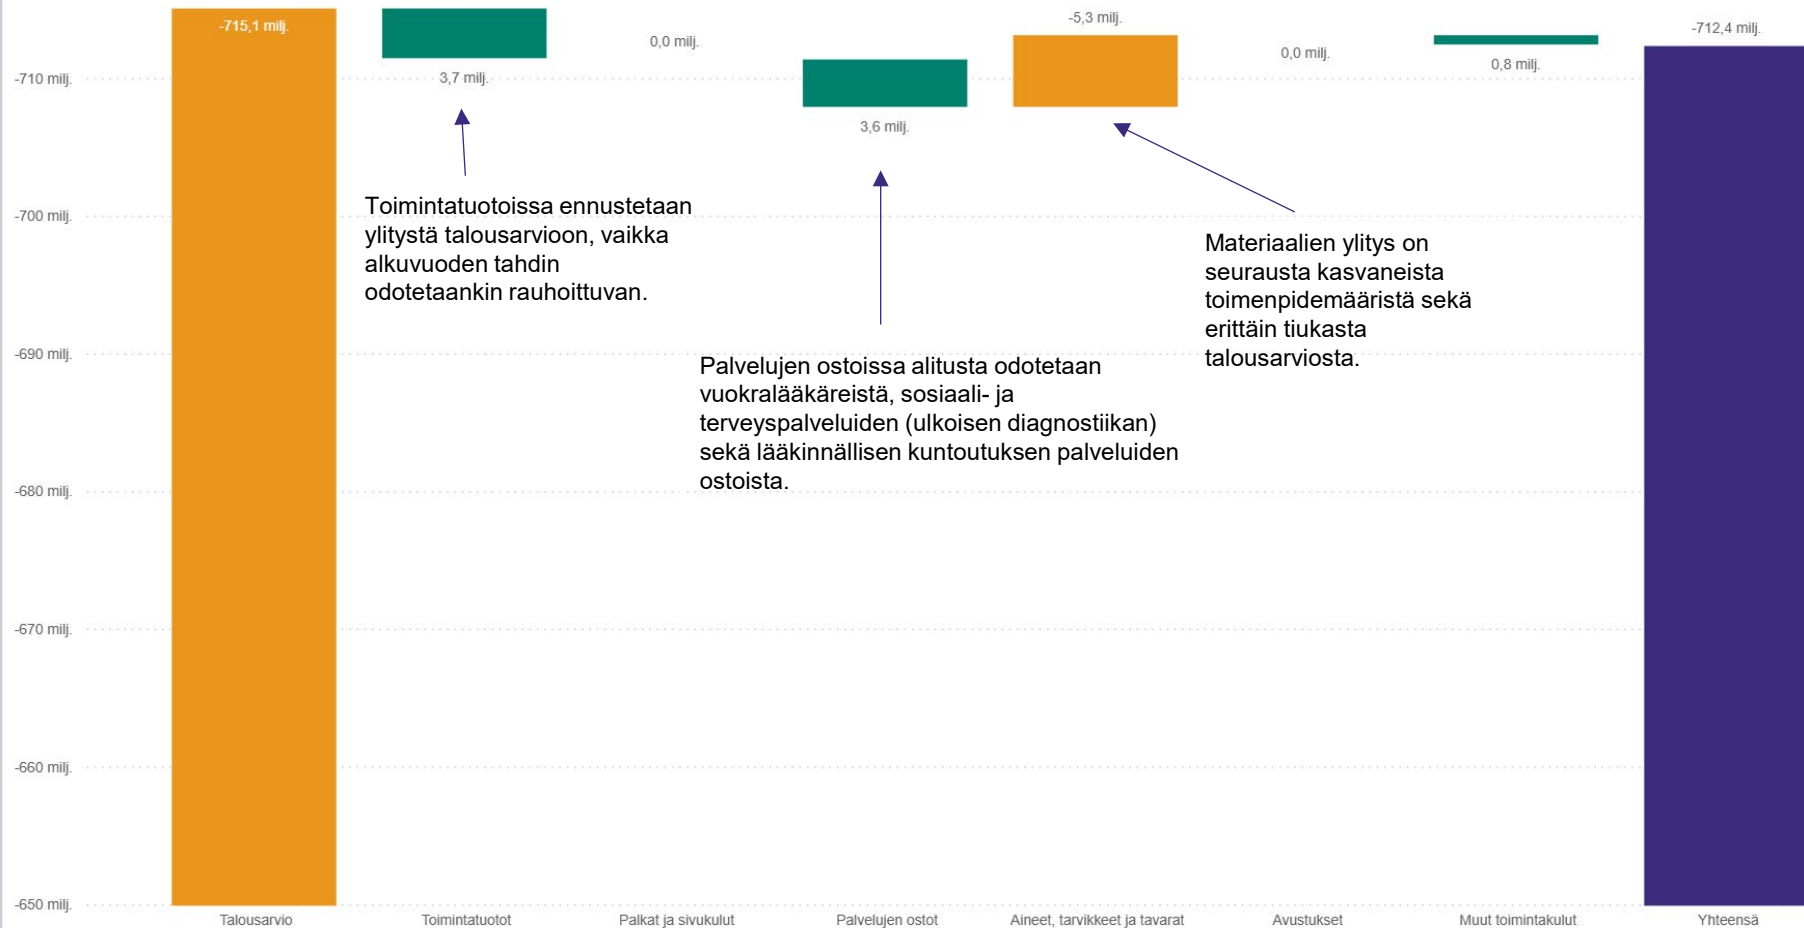 -715,1 milj.
3,7 milj.
0,0 milj.
3,6 milj.
-5,3 milj.
0,0 milj.
0,8 milj.
-712,4 milj.
-710 milj.
-700 milj.
-690 milj.
-680 milj.
-670 milj.
-660 milj.
-650 milj.
Toimintatuotoissa ennustetaan
ylitystä talousarvioon, vaikka
alkuvuoden tahdin
odotetaankin rauhoittuvan.
Palvelujen ostoissa alitusta odotetaan
vuokralääkäreistä, sosiaali- ja
terveyspalveluiden (ulkoisen diagnostiikan)
sekä lääkinnällisen kuntoutuksen palveluiden
ostoista.
Materiaalien ylitys on
seurausta kasvaneista
toimenpidemääristä sekä
erittäin tiukasta
talousarviosta.
Talousarvio
Toimintatuotot
Palkat ja sivukulut
Palvelujen ostot
Aineet, tarvikkeet ja tavarat
Avustukset
Muut toimintakulut
Yhteensä